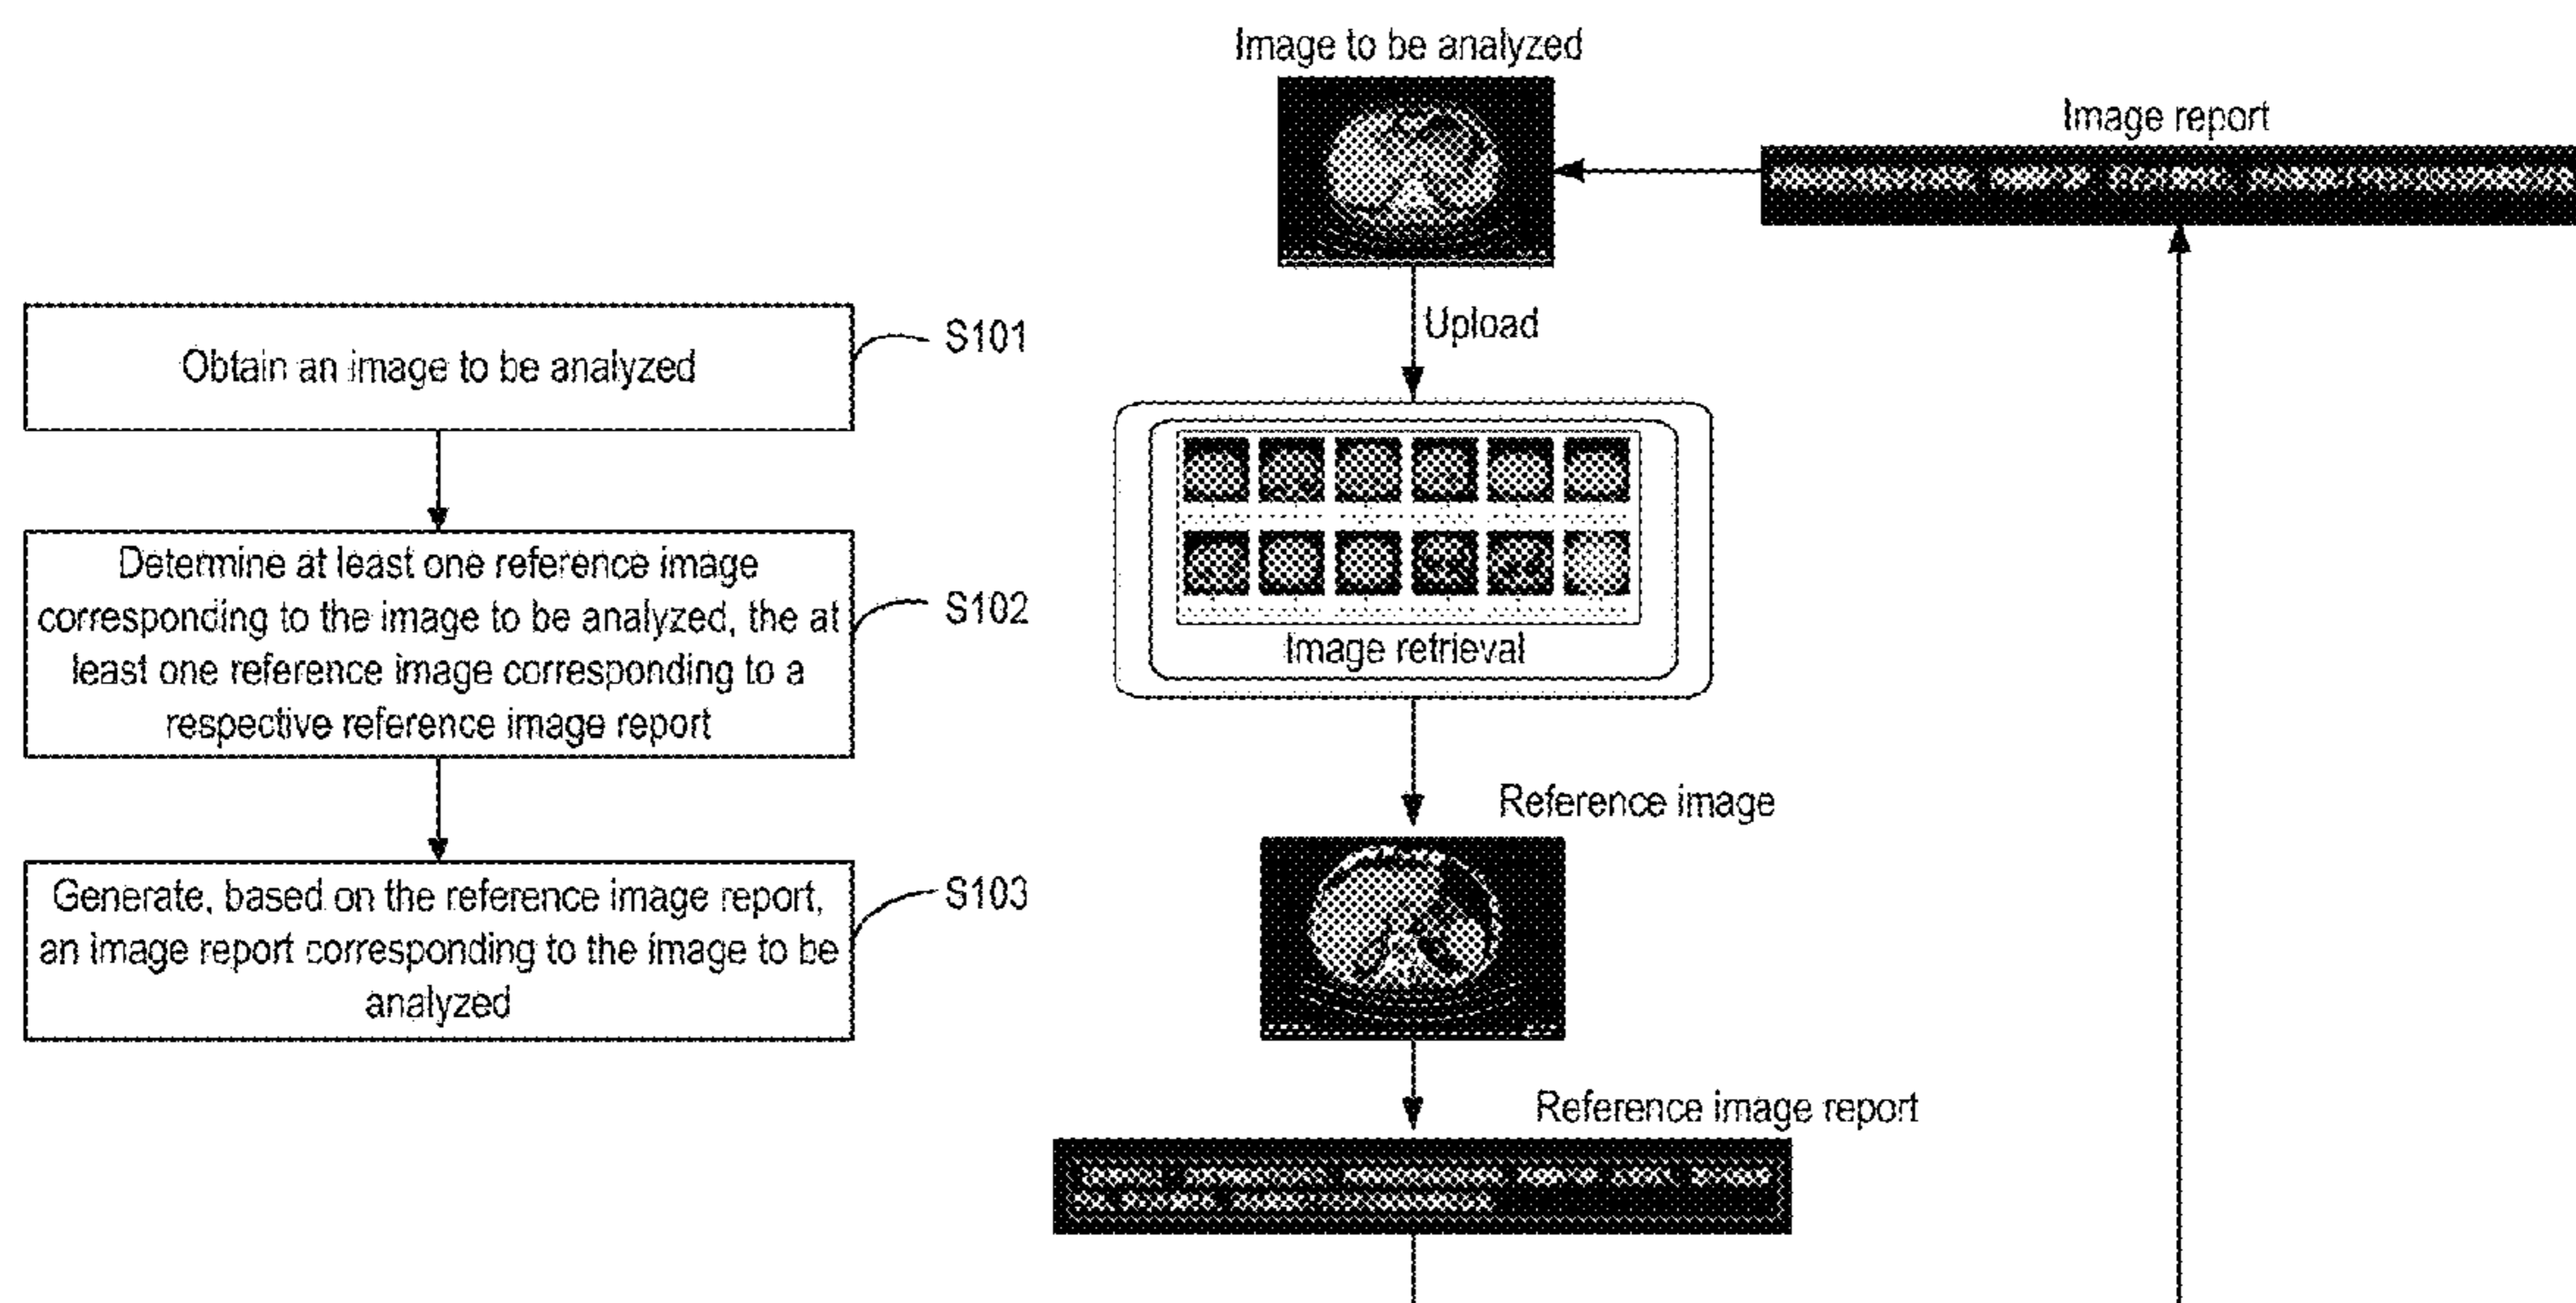 Obtain an image to be analyzed
S101
Determine at least one reference image
corresponding to the image to be analyzed, the at
least one reference image corresponding to a
respective reference image report
S102
Generate, based on the reference image report,
an image report corresponding to the image to be
analyzed
S103
Image to be analyzed
Image report
Upload
Image retrieval
Reference image
Reference image report